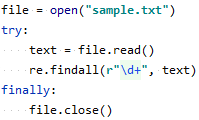 file = open("sample.txt")
try:
    text = file.read()
    re.findall(r"\d+", text)
finally:
    file.close()